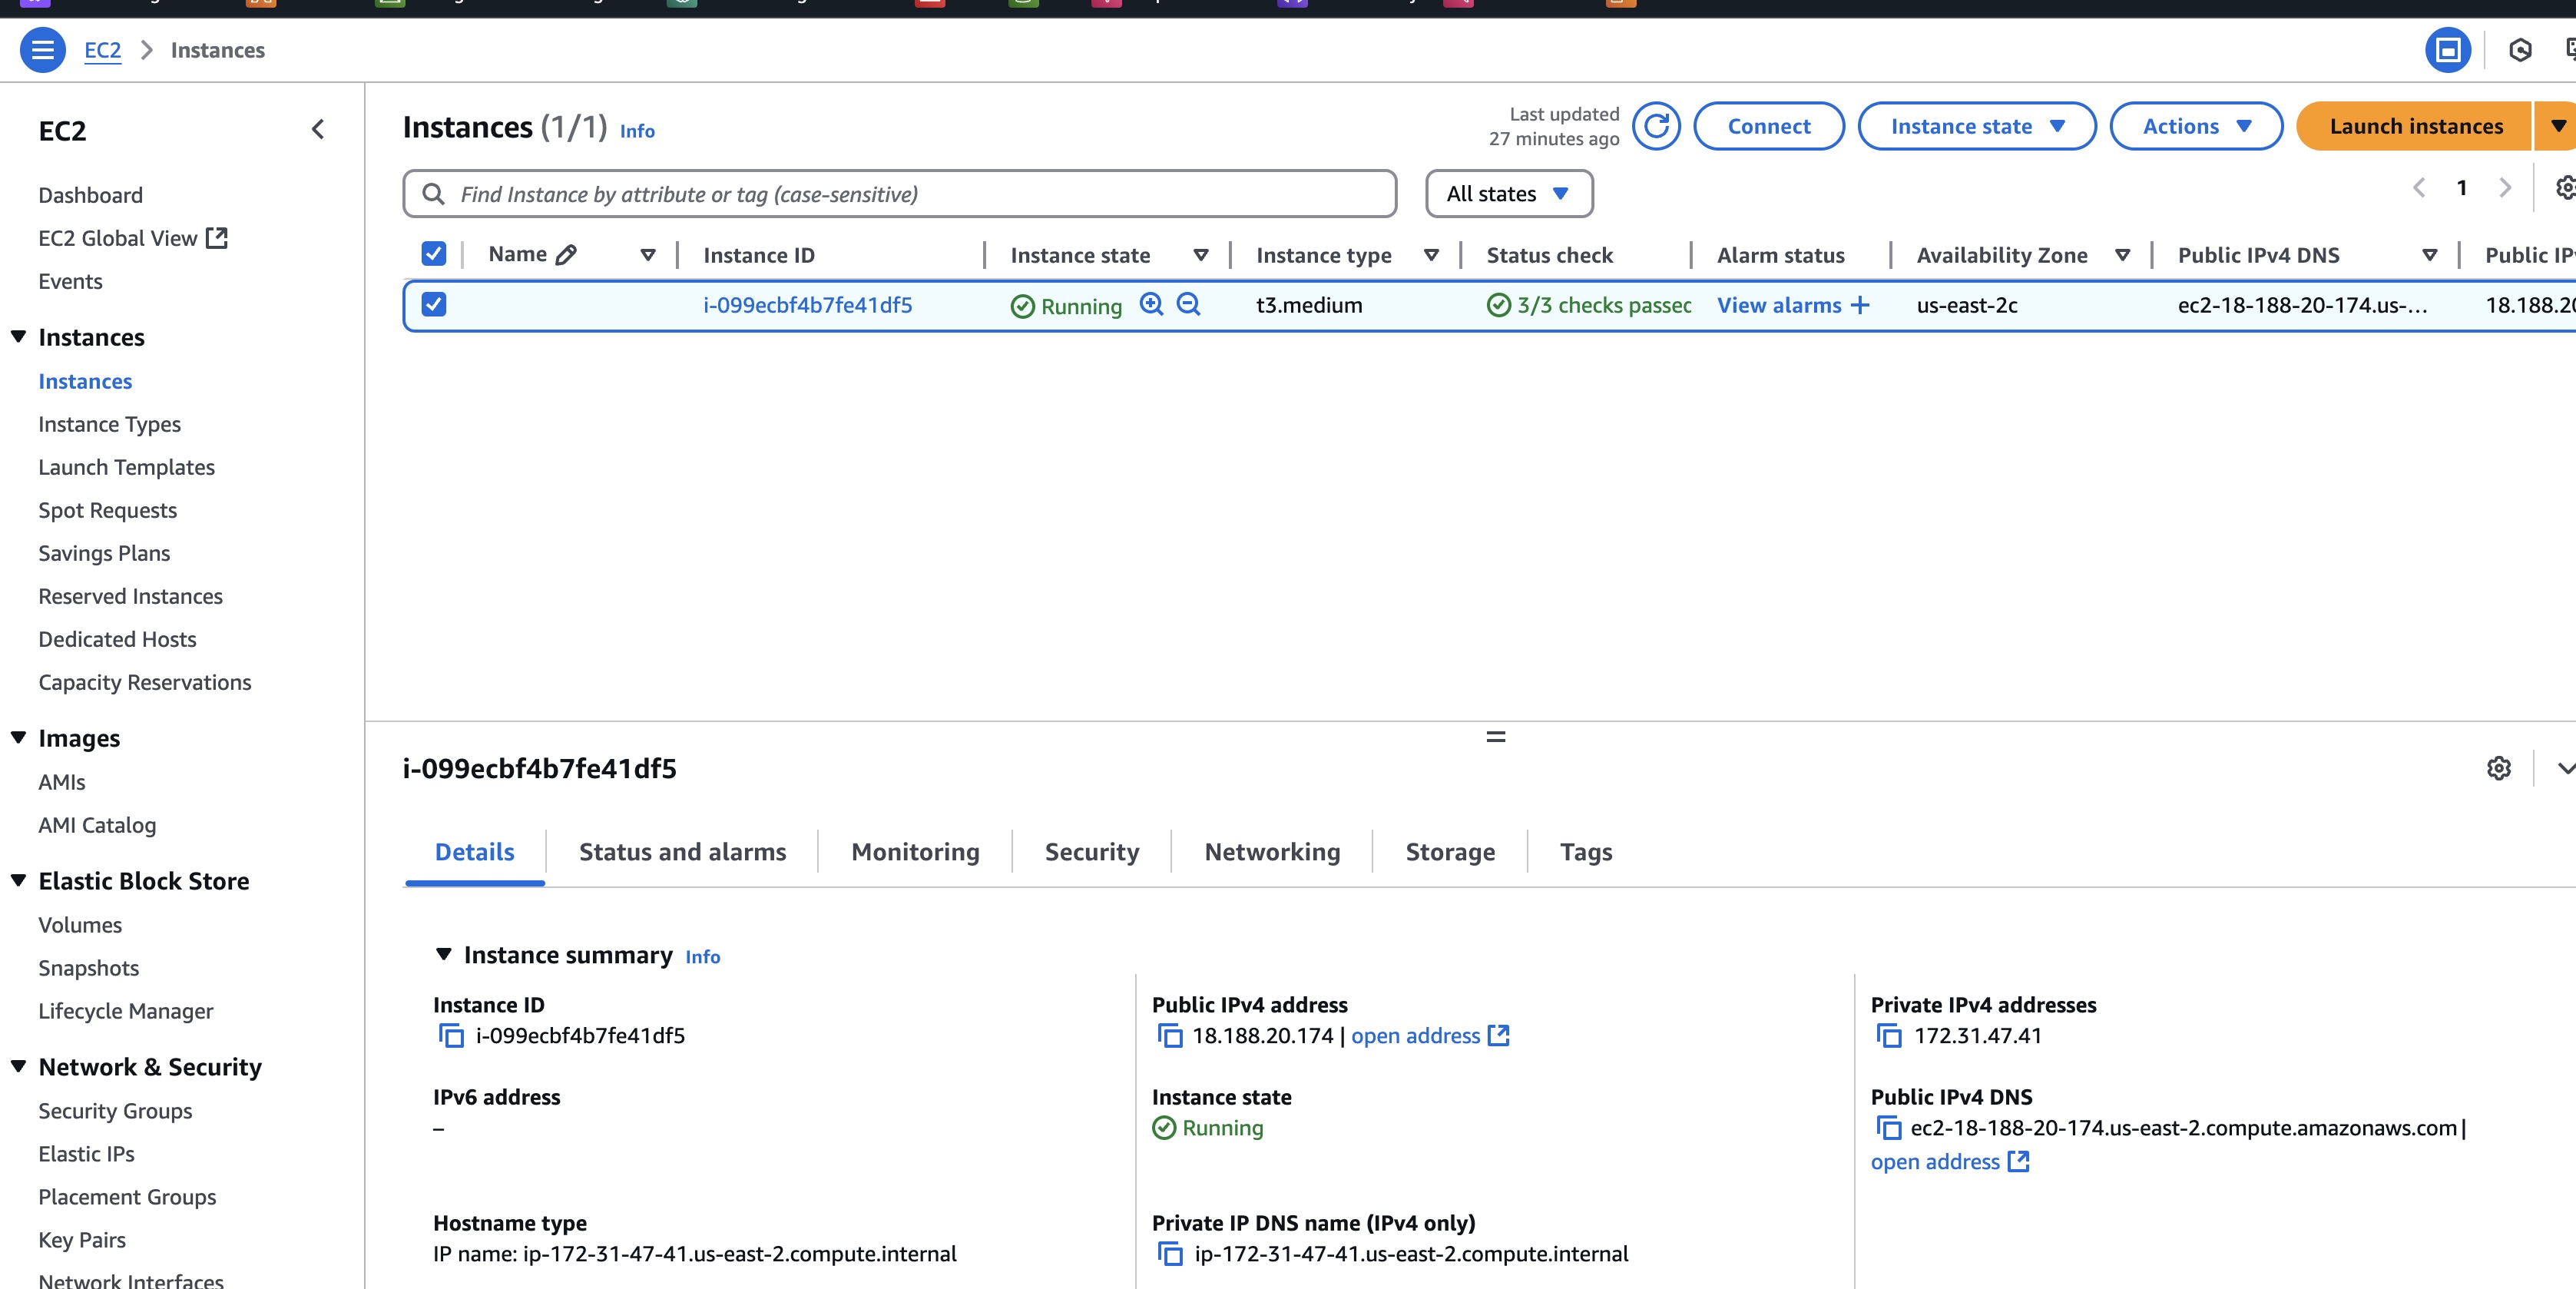 EC2 > Instances
EC2
Dashboard
EC2 Global View
Events
Instances
Instances
Instance Types
Launch Templates
Spot Requests
Savings Plans
Reserved Instances
Dedicated Hosts
Capacity Reservations
Images
AMIs
AMI Catalog
Elastic Block Store
Volumes
Snapshots
Lifecycle Manager
Network & Security
Security Groups
Elastic IPs
Placement Groups
Key Pairs
Network Interfaces
Instances (1/1) Info
Last updated
27 minutes ago
Connect
Instance state
Actions
Launch instances
Find Instance by attribute or tag (case-sensitive)
All states
1
Name Instance ID Instance state Instance type Status check Alarm status Availability Zone Public IPv4 DNS Public IP
i-099ecbf4b7fe41df5 Running t3.medium 3/3 checks passed View alarms + us-east-2c ec2-18-188-20-174.us-... 18.188.20
i-099ecbf4b7fe41df5
Details Status and alarms Monitoring Security Networking Storage Tags
Instance summary Info
Instance ID
i-099ecbf4b7fe41df5
Public IPv4 address
18.188.20.174 | open address
Private IPv4 addresses
172.31.47.41
IPv6 address
–
Instance state
Running
Public IPv4 DNS
ec2-18-188-20-174.us-east-2.compute.amazonaws.com |
open address
Hostname type
IP name: ip-172-31-47-41.us-east-2.compute.internal
Private IP DNS name (IPv4 only)
ip-172-31-47-41.us-east-2.compute.internal